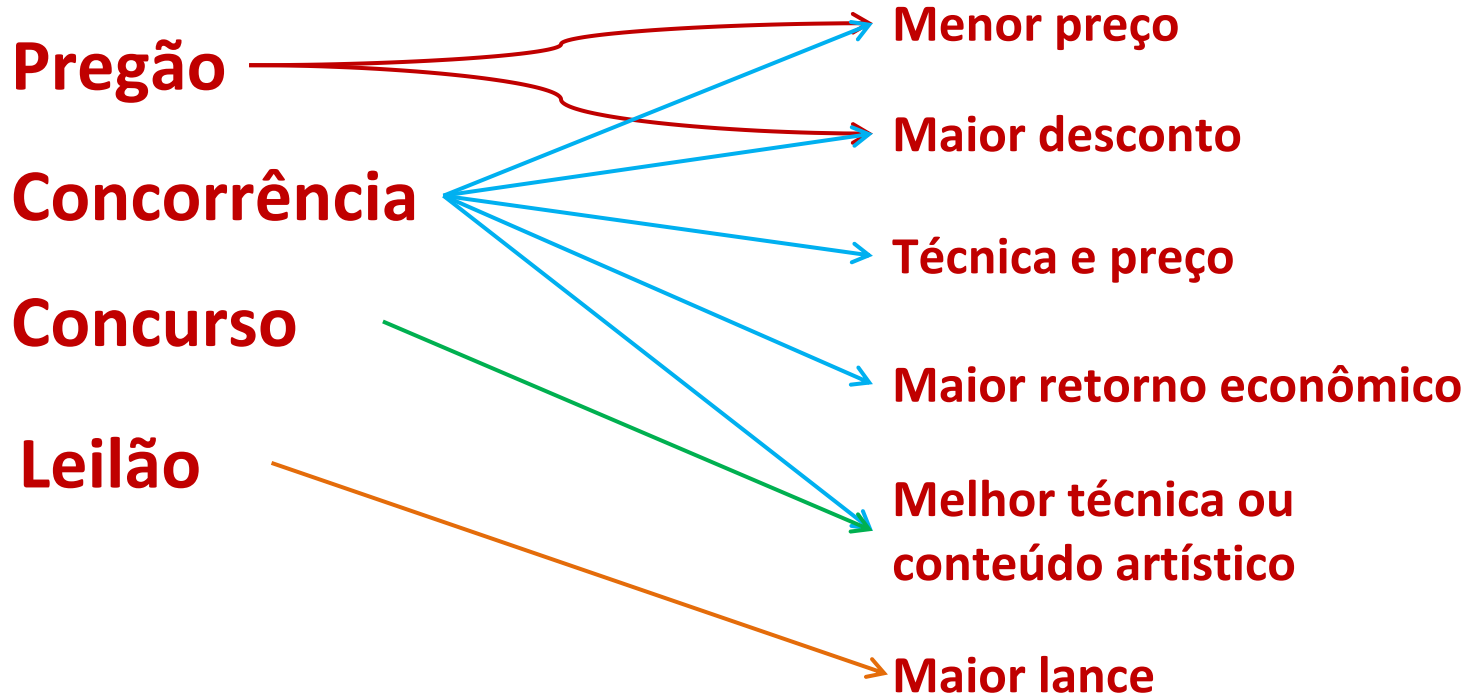 Pregão
Concorrência
Concurso
Leilão
Menor preço
Maior desconto
Técnica e preço
Maior retorno econômico
Melhor técnica ou
conteúdo artístico
Maior lance